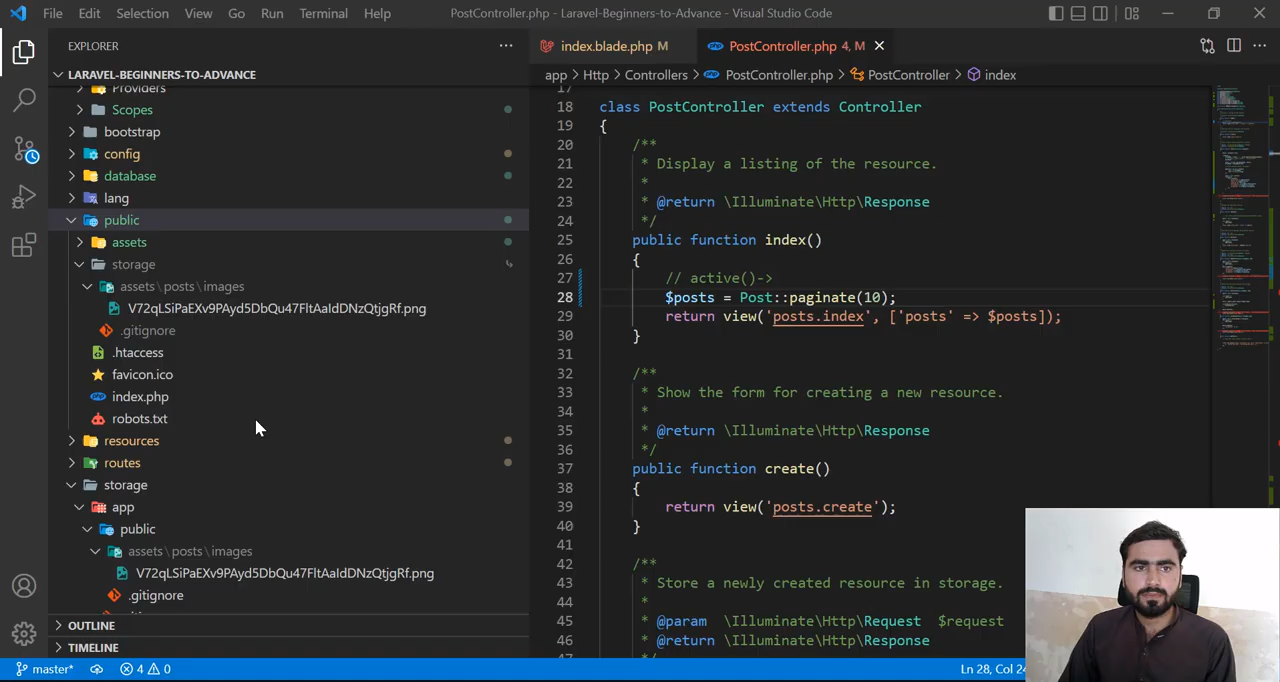 File Edit Selection View Go Run Terminal Help PostController.php - Laravel-Beginners-to-Advance - Visual Studio Code
EXPLORER
LARAVEL-BEGINNERS-TO-ADVANCE
Providers
Scopes
bootstrap
config
database
lang
public
assets
storage
assets\posts\images
V72qLSiPaEXv9PAyd5DbQu47FltAaIdDNzQtjgRf.png
.gitignore
.htaccess
favicon.ico
index.php
robots.txt
resources
routes
storage
app
public
assets\posts\images
V72qLSiPaEXv9PAyd5DbQu47FltAaIdDNzQtjgRf.png
.gitignore
OUTLINE
TIMELINE
index.blade.php M PostController.php 4, M
app > Http > Controllers > PostController.php > PostController > index
17
18 class PostController extends Controller
19 {
20 /**
21 * Display a listing of the resource.
22 *
23 * @return \Illuminate\Http\Response
24 */
25 public function index()
26 {
27 // active()->
28 $posts = Post::paginate(10);
29 return view('posts.index', ['posts' => $posts]);
30 }
31
32 /**
33 * Show the form for creating a new resource.
34 *
35 * @return \Illuminate\Http\Response
36 */
37 public function create()
38 {
39 return view('posts.create');
40 }
41
42 /**
43 * Store a newly created resource in storage.
44 *
45 * @param \Illuminate\Http\Request $request
46 * @return \Illuminate\Http\Response
47
master* 4 0 Ln 28, Col 24